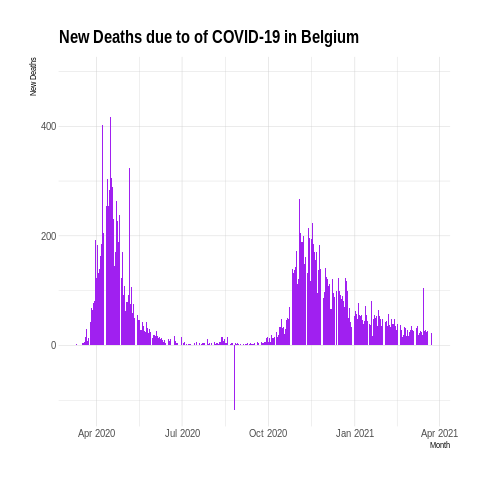 New Deaths due to of COVID-19 in Belgium
New Deaths
400
200
0
Apr 2020 Jul 2020 Oct 2020 Jan 2021 Apr 2021
Month